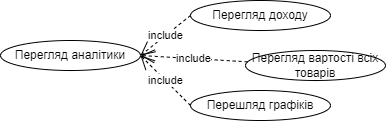 Перегляд доходу
include
Перегляд аналітики
include
Перегляд вартості всіх
товарів
include
Перешляд графіків